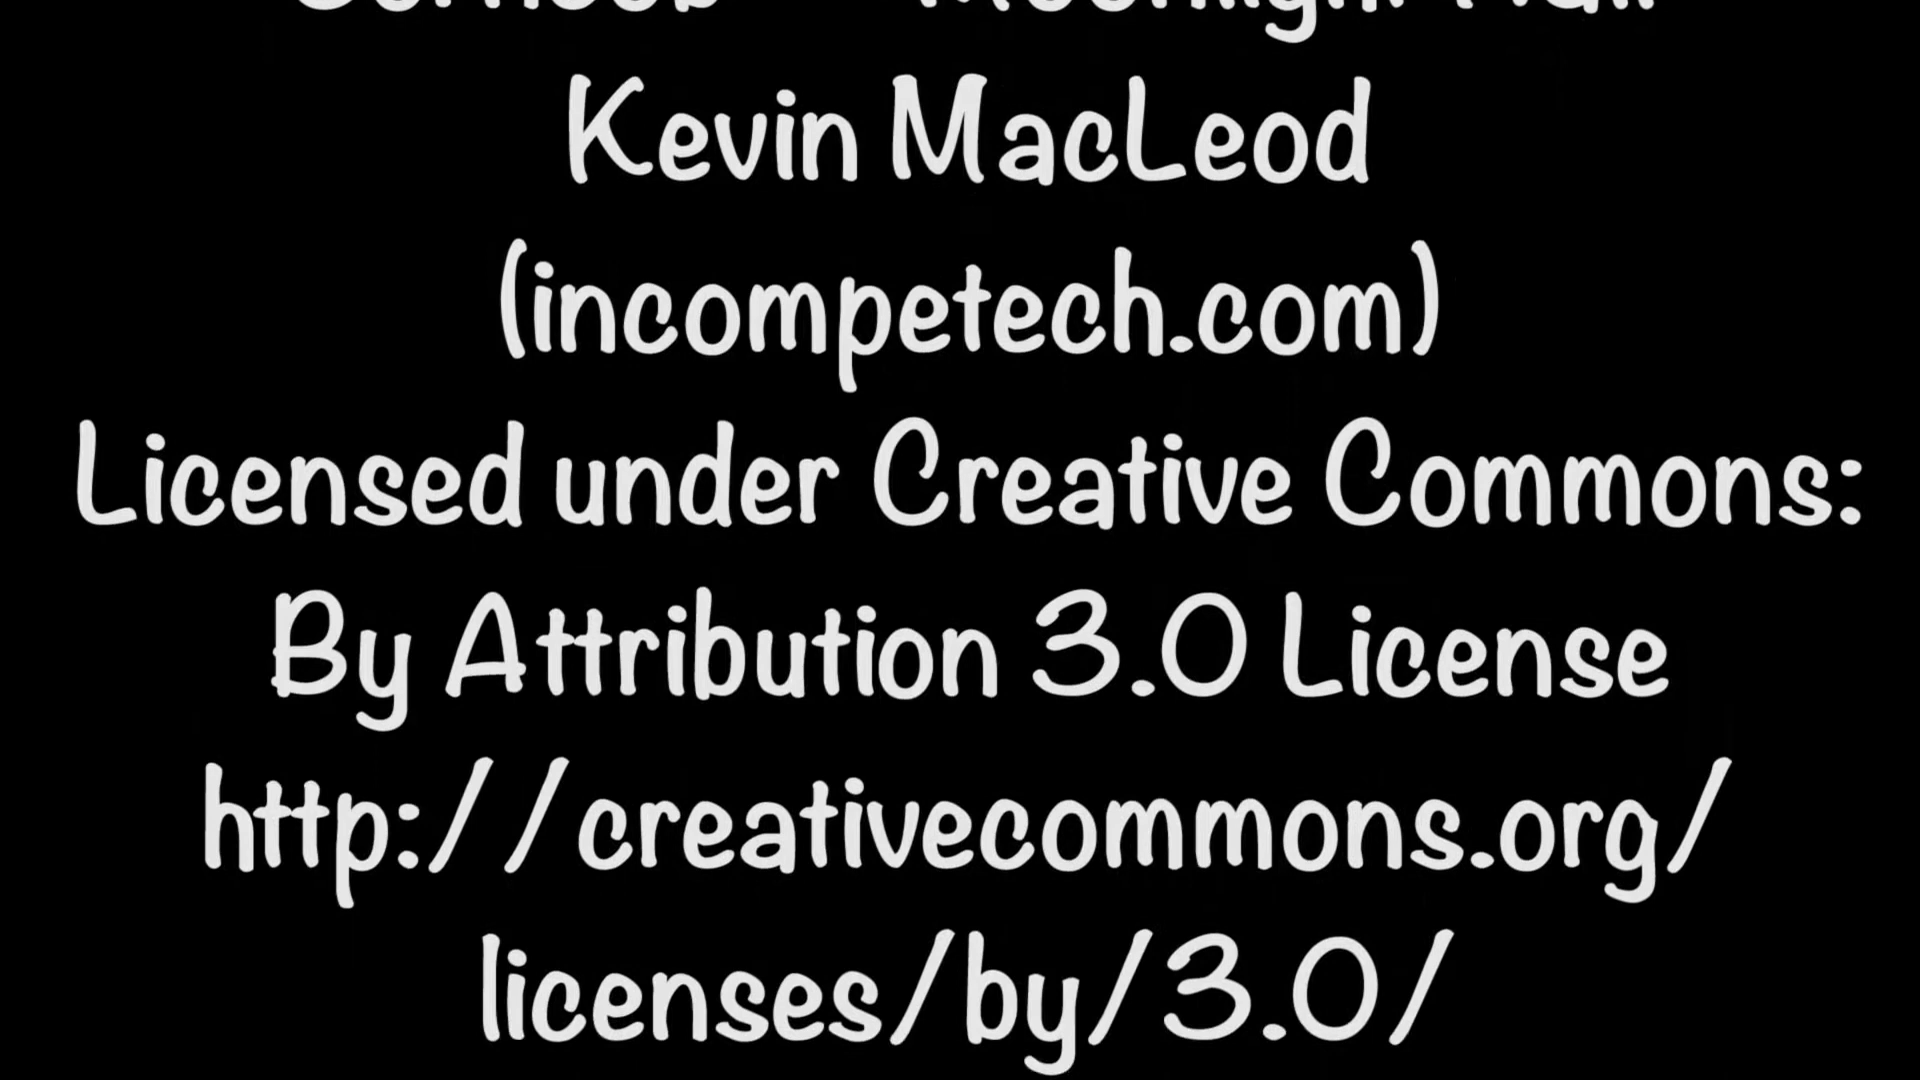 Kevin MacLeod
(incompetech.com)
Licensed under Creative Commons:
By Attribution 3.0 License
http://creativecommons.org/
licenses/by/3.0/